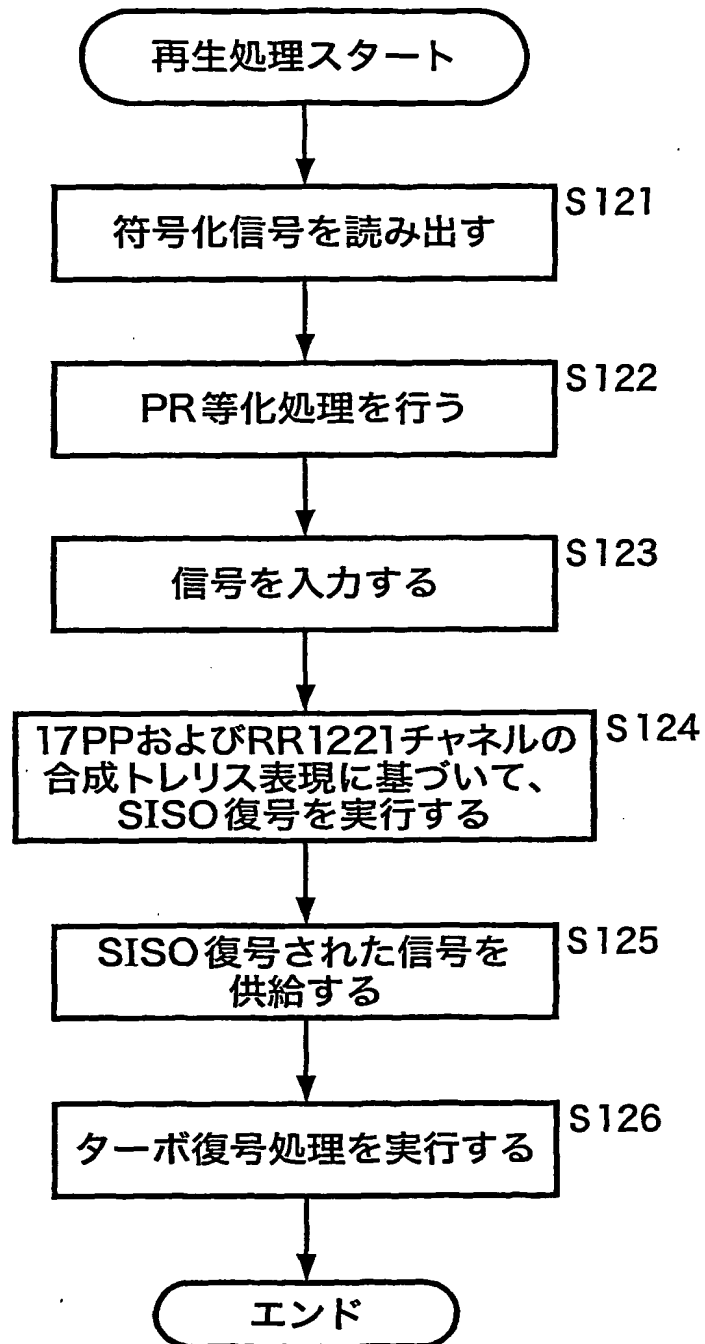 再生処理スタート
S121
符号化信号を読み出す
S122
PR等化処理を行う
S123
信号を入力する
S124
17PPおよびRR1221チャネルの
合成トレリス表現に基づいて、
SISO復号を実行する
S125
SISO復号された信号を
供給する
S126
ターボ復号処理を実行する
エンド